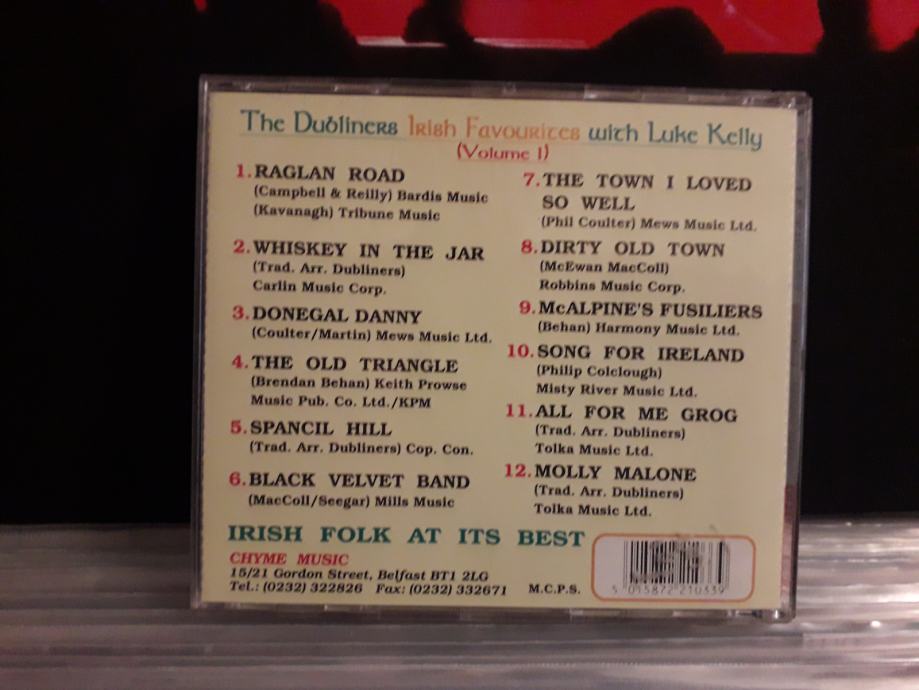 The Dubliners Irish Favourites with Luke Kelly
(Volume 1)
1. RAGLAN ROAD
(Campbell & Reilly) Bardis Music
(Kavanagh) Tribune Music
2. WHISKEY IN THE JAR
(Trad. Arr. Dubliners)
Carlin Music Corp.
3. DONEGAL DANNY
(Coulter/Martin) Mews Music Ltd.
4. THE OLD TRIANGLE
(Brendan Behan) Keith Prowse
Music Pub. Co. Ltd./KPM
5. SPANCIL HILL
(Trad. Arr. Dubliners) Cop. Con.
6. BLACK VELVET BAND
(MacColl/Seegar) Mills Music
7. THE TOWN I LOVED
SO WELL
(Phil Coulter) Mews Music Ltd.
8. DIRTY OLD TOWN
(McEwan MacColl)
Robbins Music Corp.
9. McALPINE'S FUSILIERS
(Behan) Harmony Music Ltd.
10. SONG FOR IRELAND
(Philip Colclough)
Misty River Music Ltd.
11. ALL FOR ME GROG
(Trad. Arr. Dubliners)
Tolka Music Ltd.
12. MOLLY MALONE
(Trad. Arr. Dubliners)
Tolka Music Ltd.
IRISH FOLK AT ITS BEST
CHYME MUSIC
15/21 Gordon Street, Belfast BT1 2LG
Tel.: (0232) 322826 Fax: (0232) 332671 M.C.P.S.
5 015872 210339